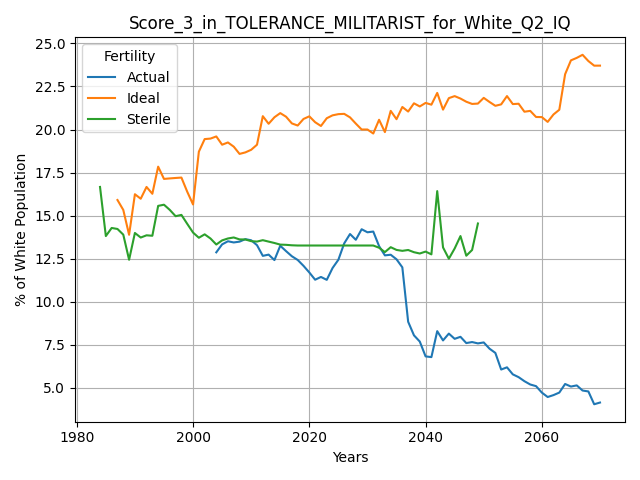 Score_3_in_TOLERANCE_MILITARIST_for_White_Q2_IQ
Fertility
Actual
Ideal
Sterile
25.0
22.5
20.0
17.5
15.0
12.5
10.0
7.5
5.0
% of White Population
1980
2000
2020
2040
2060
Years